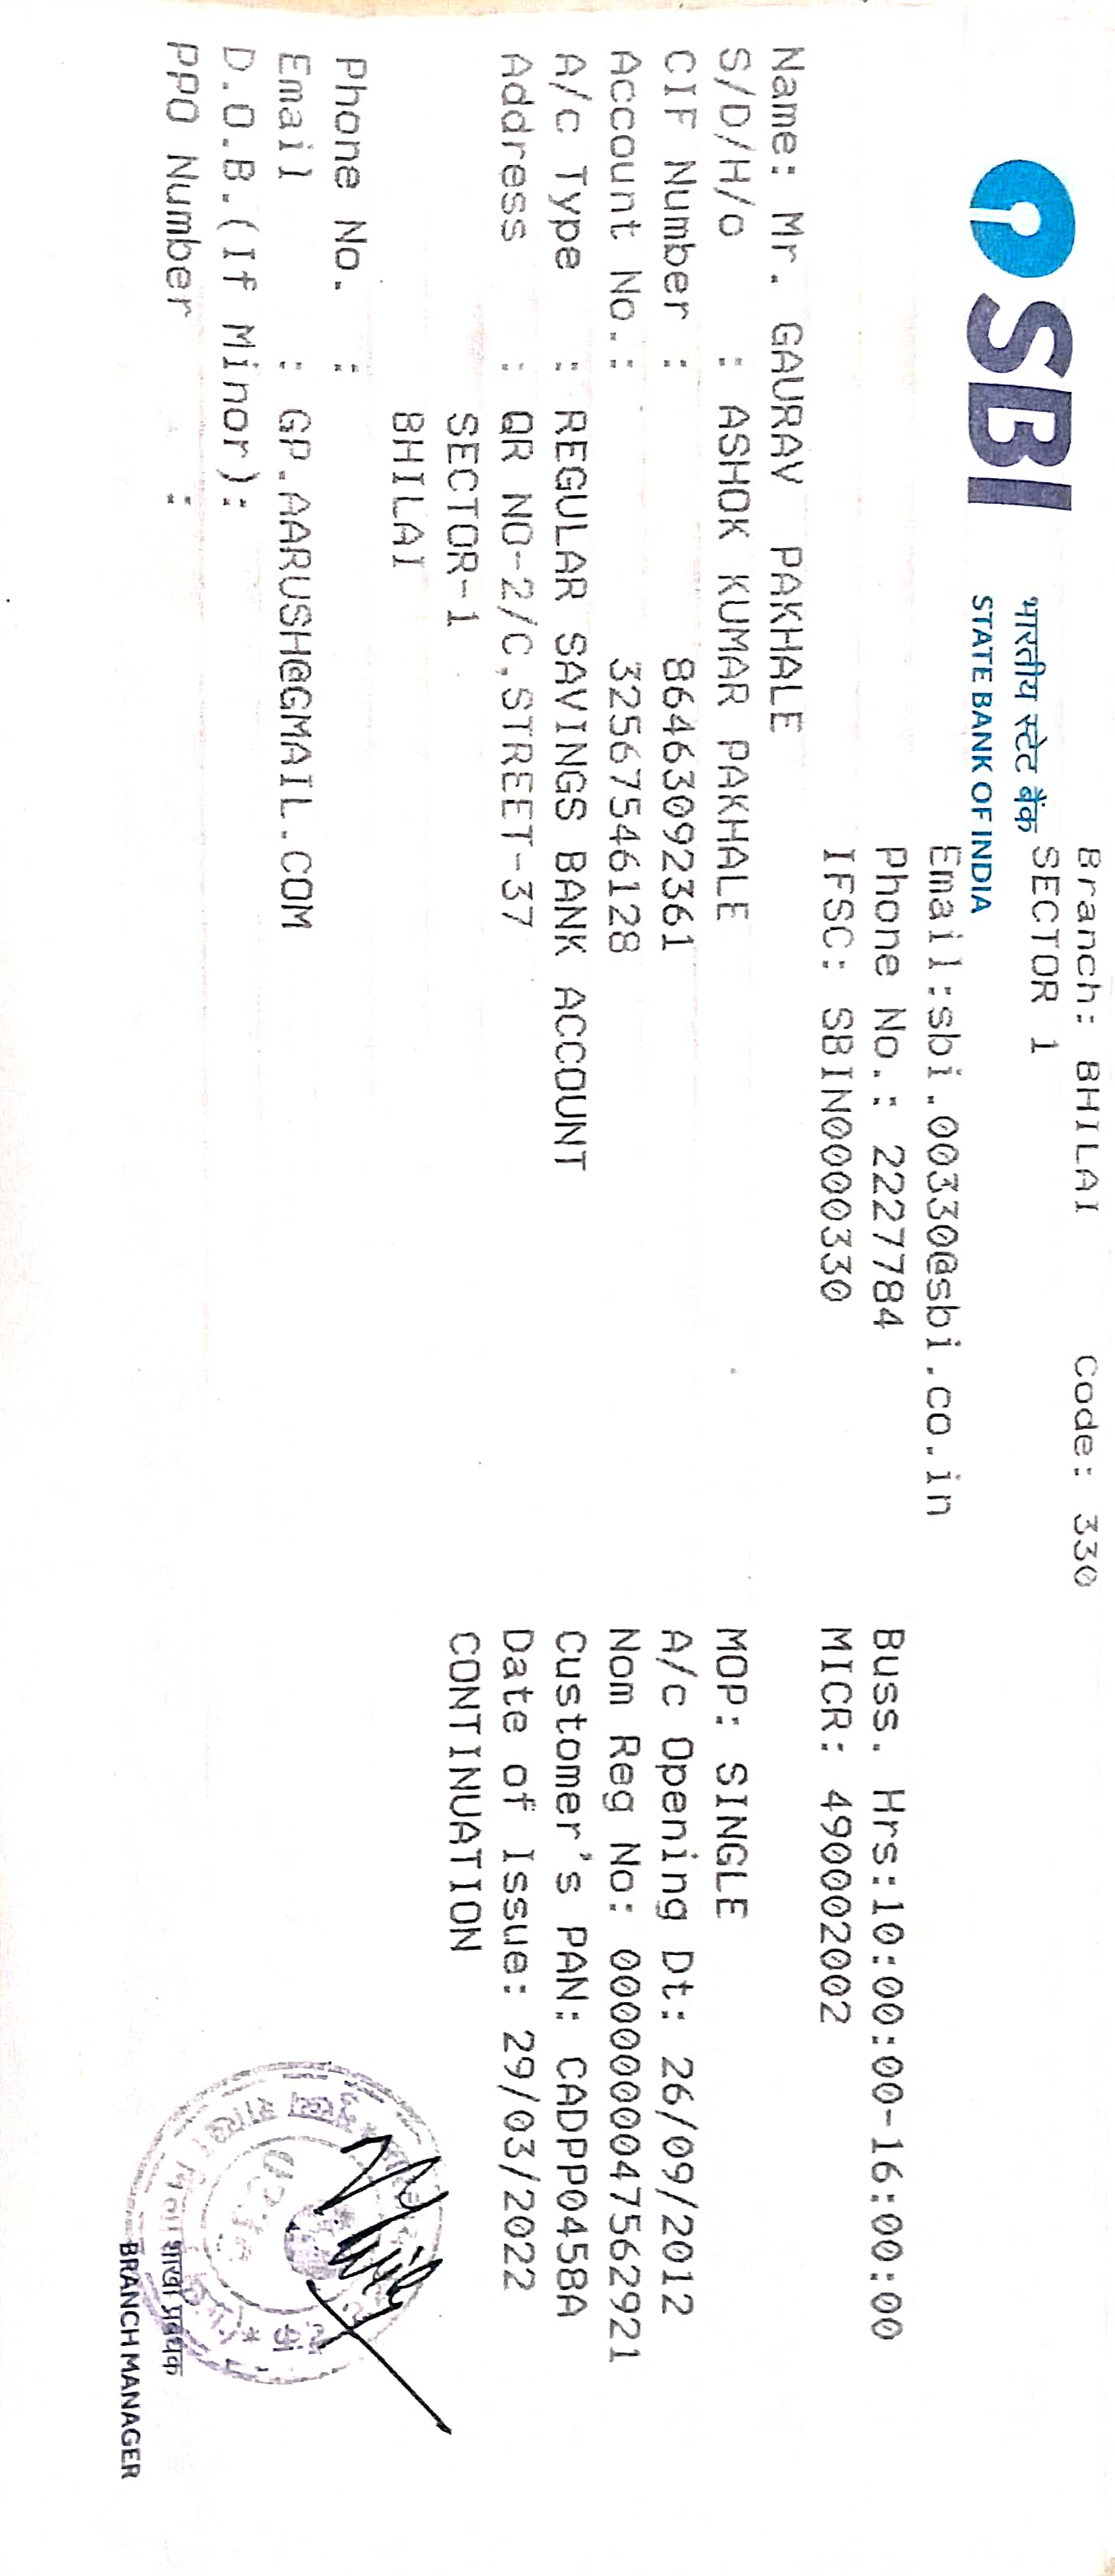 SBI
भारतीय स्टेट बैंक
STATE BANK OF INDIA
Branch: BHILAI Code: 330
SECTOR 1
Email:sbi.00330@sbi.co.in
Phone No.: 2227784 Buss. Hrs:10:00:00-16:00:00
IFSC: SBIN0000330 MICR: 490002002
Name: Mr. GAURAV PAKHALE
S/D/H/o : ASHOK KUMAR PAKHALE MOP: SINGLE
CIF Number : 86463092361 A/c Opening Dt: 26/09/2012
Account No.: 32567546128 Nom Reg No: 0000000047562921
A/c Type : REGULAR SAVINGS BANK ACCOUNT Customer's PAN: CADPP0458A
Address : QR NO-2/C,STREET-37 Date of Issue: 29/03/2022
SECTOR-1 CONTINUATION
BHILAI
Phone No. :
Email : GP.AARUSH@GMAIL.COM
D.O.B.(If Minor):
PPO Number :
शाखा प्रबंधक
BRANCH MANAGER